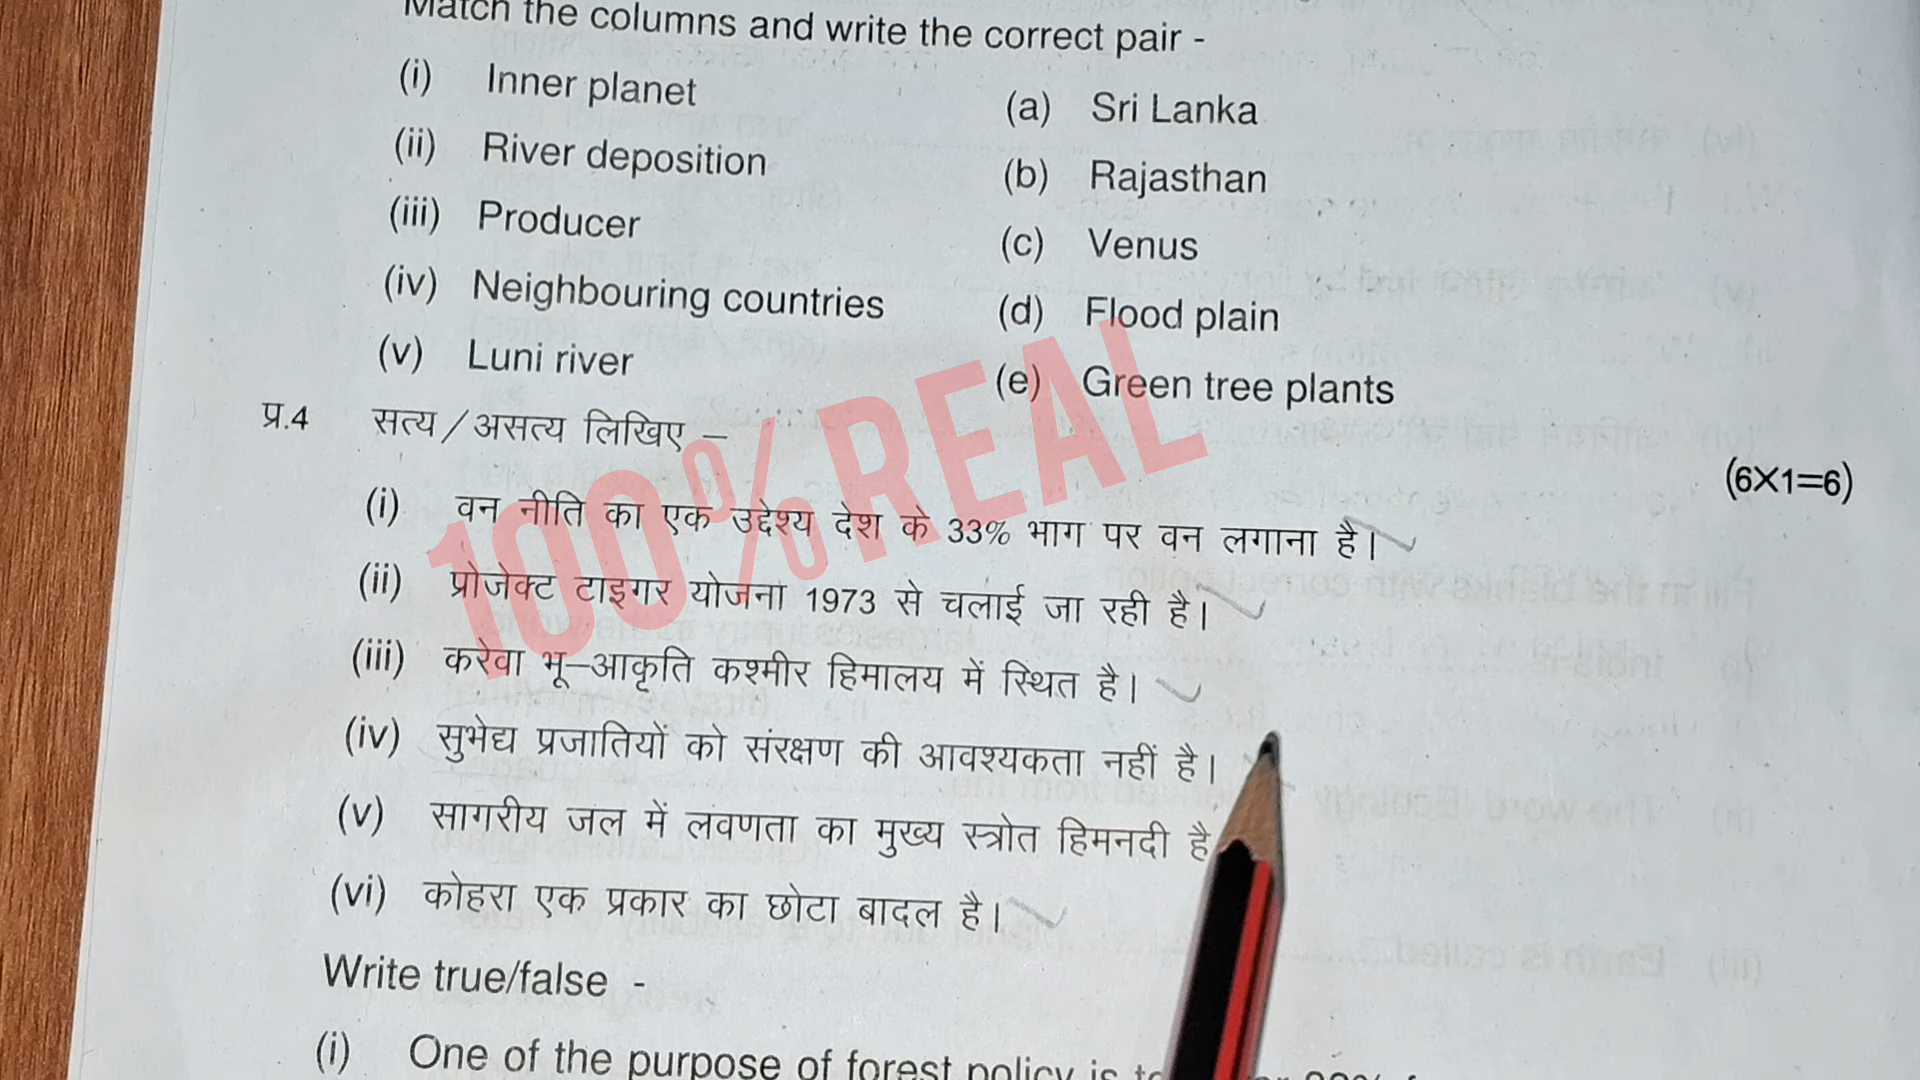 Match the columns and write the correct pair -
(i) Inner planet (a) Sri Lanka
(ii) River deposition (b) Rajasthan
(iii) Producer (c) Venus
(iv) Neighbouring countries (d) Flood plain
(v) Luni river (e) Green tree plants
प्र.4 सत्य / असत्य लिखिए – (6X1=6)
(i) वन नीति का एक उद्देश्य देश के 33% भाग पर वन लगाना है।
(ii) प्रोजेक्ट टाइगर योजना 1973 से चलाई जा रही है।
(iii) करेवा भू–आकृति कश्मीर हिमालय में स्थित है।
(iv) सुभेद्य प्रजातियों को संरक्षण की आवश्यकता नहीं है।
(v) सागरीय जल में लवणता का मुख्य स्त्रोत हिमनदी है
(vi) कोहरा एक प्रकार का छोटा बादल है।
Write true/false -
(i) One of the purpose of forest policy is
100% REAL